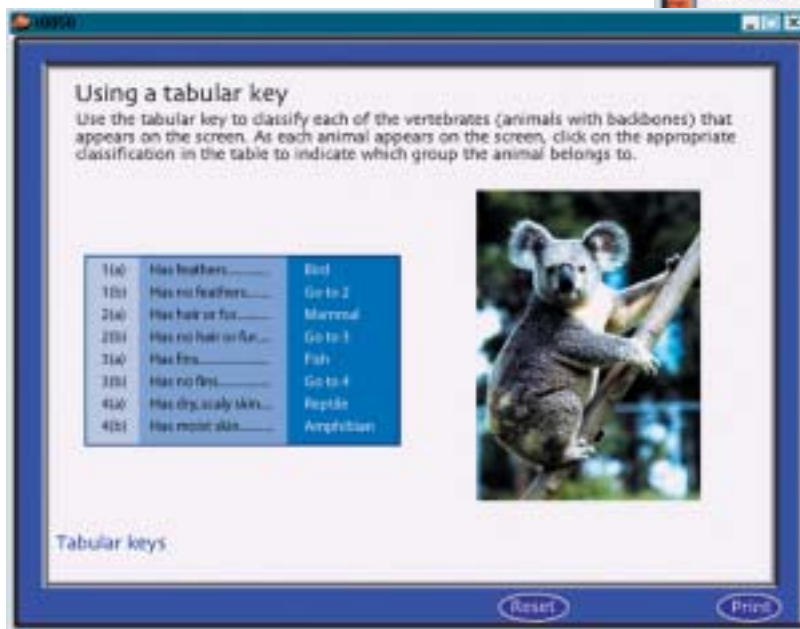 Using a tabular key
Use the tabular key to classify each of the vertebrates (animals with backbones) that
appears on the screen. As each animal appears on the screen, click on the appropriate
classification in the table to indicate which group the animal belongs to.
1(a) Has feathers............ Bird
1(b) Has no feathers....... Go to 2
2(a) Has hair or fur.......... Mammal
2(b) Has no hair or fur.... Go to 3
3(a) Has fins.................... Fish
3(b) Has no fins............... Go to 4
4(a) Has dry, scaly skin.... Reptile
4(b) Has moist skin.......... Amphibian
Tabular keys
Reset
Print